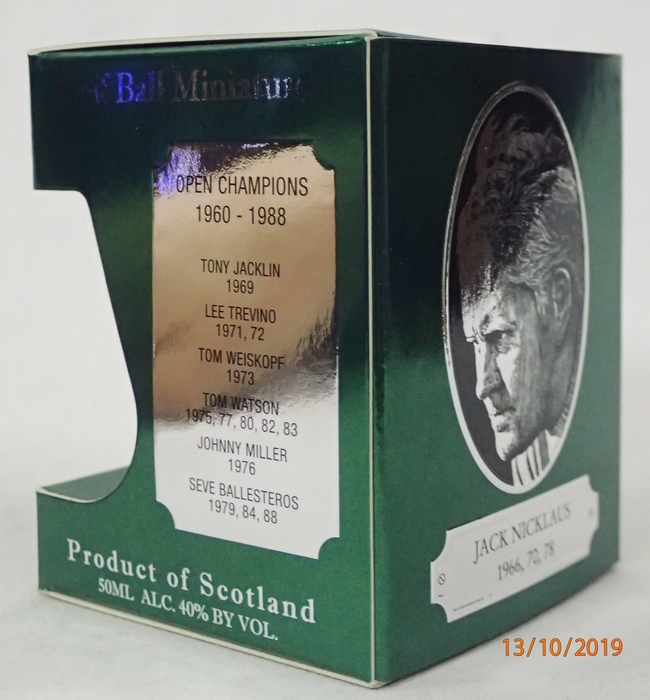 Ball Miniature
OPEN CHAMPIONS
1960 - 1988
TONY JACKLIN
1969
LEE TREVINO
1971, 72
TOM WEISKOPF
1973
TOM WATSON
1975, 77, 80, 82, 83
JOHNNY MILLER
1976
SEVE BALLESTEROS
1979, 84, 88
Product of Scotland
50ML ALC. 40% BY VOL.
JACK NICKLAUS
1966, 70, 78
13/10/2019